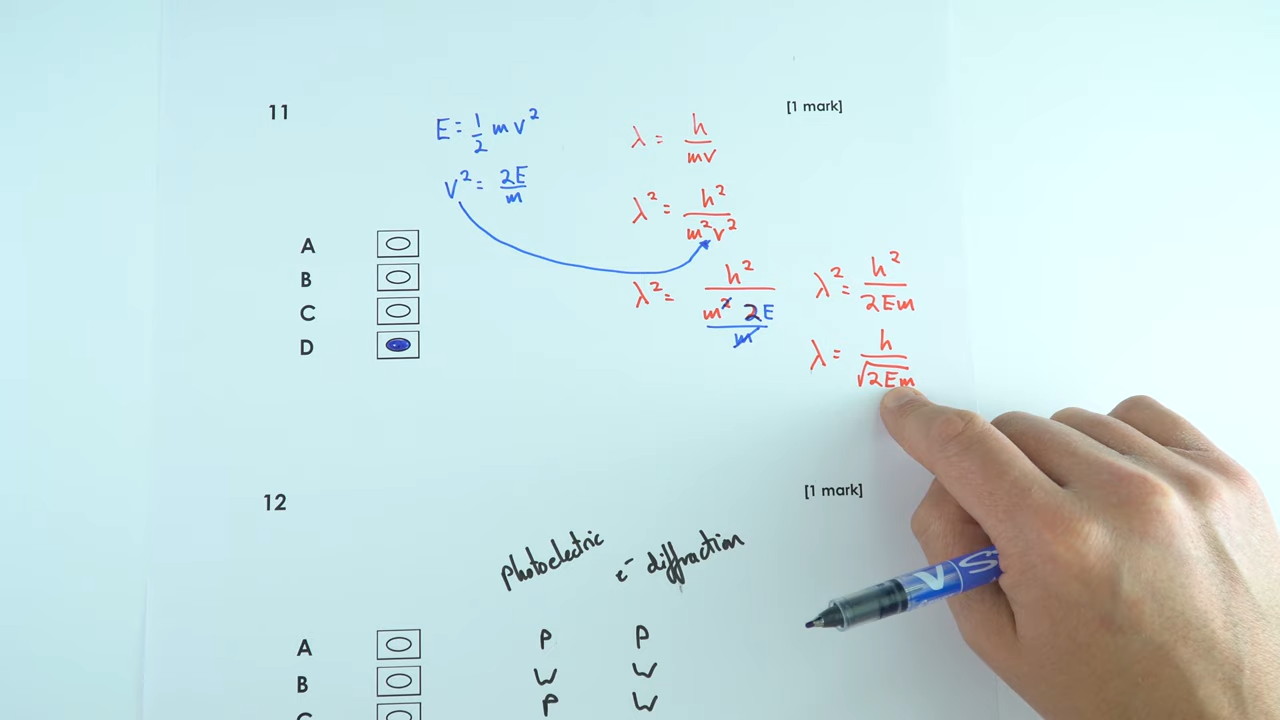 11 [1 mark]
E = 1/2 mv²
v² = 2E/m
λ = h/mv
λ² = h²/m²v²
λ² = h²/(m² 2E/m)
λ² = h²/2Em
λ = h/√2Em
A
B
C
D
12 [1 mark]
photoelectric e⁻ diffraction
A P P
B W W
C P W
V S